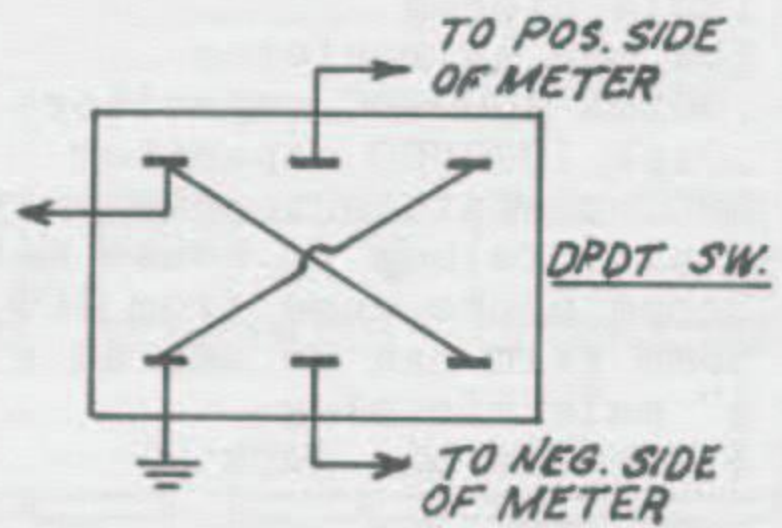 TO POS. SIDE
OF METER
DPDT SW.
TO NEG. SIDE
OF METER